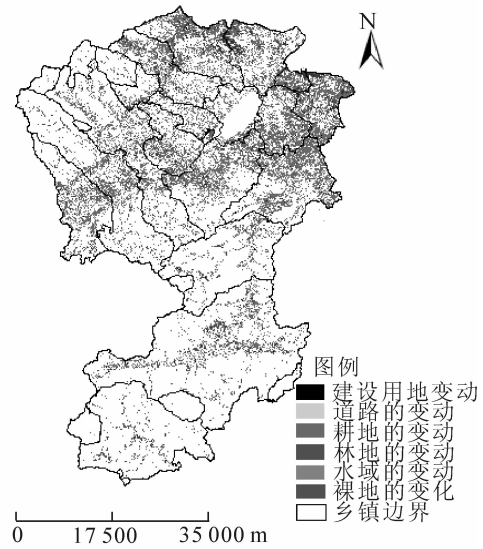 N
图例
建设用地变动
道路的变动
耕地的变动
林地的变动
水域的变动
裸地的变化
乡镇边界
0 17 500 35 000 m